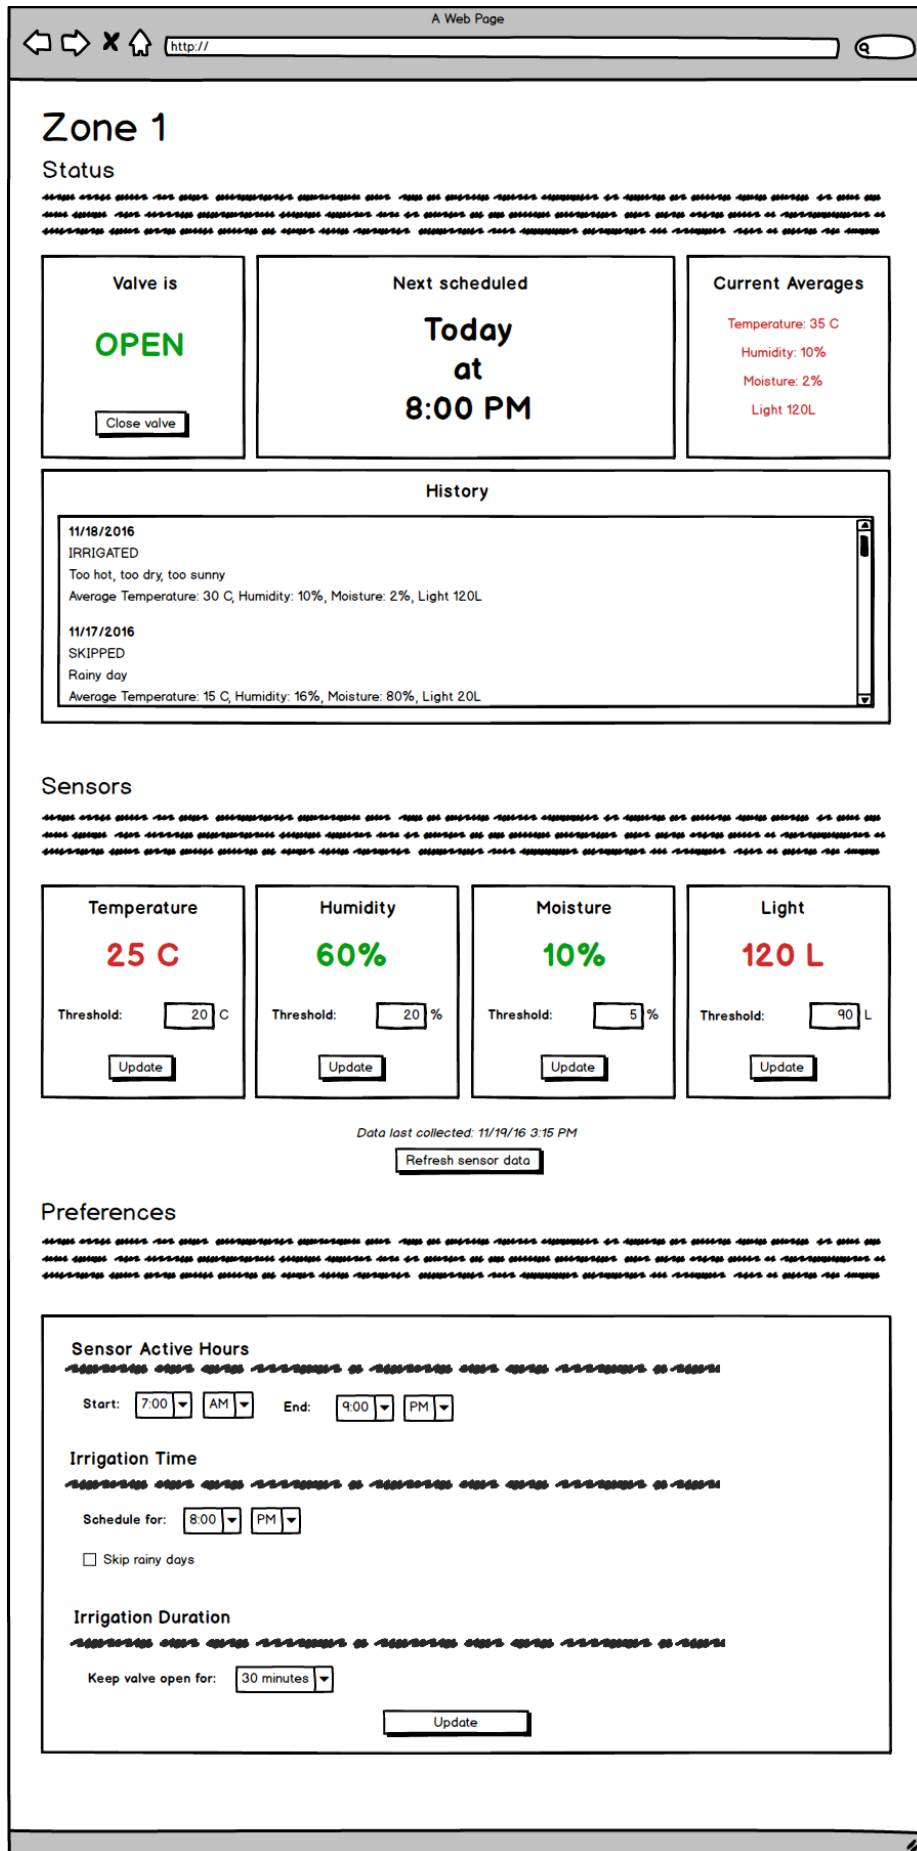 A Web Page
http://
Zone 1
Status
Valve is
OPEN
Close valve
Next scheduled
Today
at
8:00 PM
Current Averages
Temperature: 35 C
Humidity: 10%
Moisture: 2%
Light 120L
History
11/18/2016
IRRIGATED
Too hot, too dry, too sunny
Average Temperature: 30 C, Humidity: 10%, Moisture: 2%, Light 120L
11/17/2016
SKIPPED
Rainy day
Average Temperature: 15 C, Humidity: 16%, Moisture: 80%, Light 20L
Sensors
Temperature
25 C
Threshold: 20 C
Update
Humidity
60%
Threshold: 20 %
Update
Moisture
10%
Threshold: 5 %
Update
Light
120 L
Threshold: 90 L
Update
Data last collected: 11/19/16 3:15 PM
Refresh sensor data
Preferences
Sensor Active Hours
Start: 7:00 AM End: 9:00 PM
Irrigation Time
Schedule for: 8:00 PM
Skip rainy days
Irrigation Duration
Keep valve open for: 30 minutes
Update